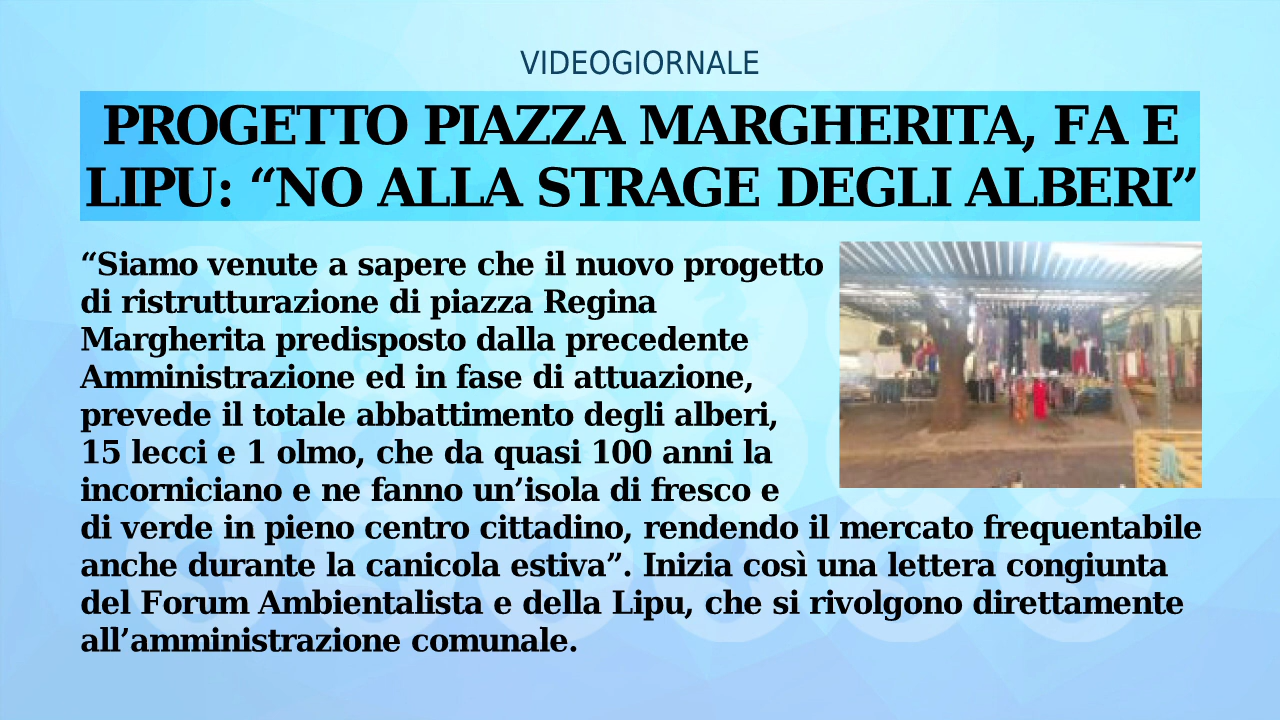 VIDEOGIORNALE
PROGETTO PIAZZA MARGHERITA, FA E
LIPU: “NO ALLA STRAGE DEGLI ALBERI”
“Siamo venute a sapere che il nuovo progetto
di ristrutturazione di piazza Regina
Margherita predisposto dalla precedente
Amministrazione ed in fase di attuazione,
prevede il totale abbattimento degli alberi,
15 lecci e 1 olmo, che da quasi 100 anni la
incorniciano e ne fanno un’isola di fresco e
di verde in pieno centro cittadino, rendendo il mercato frequentabile
anche durante la canicola estiva”. Inizia così una lettera congiunta
del Forum Ambientalista e della Lipu, che si rivolgono direttamente
all’amministrazione comunale.